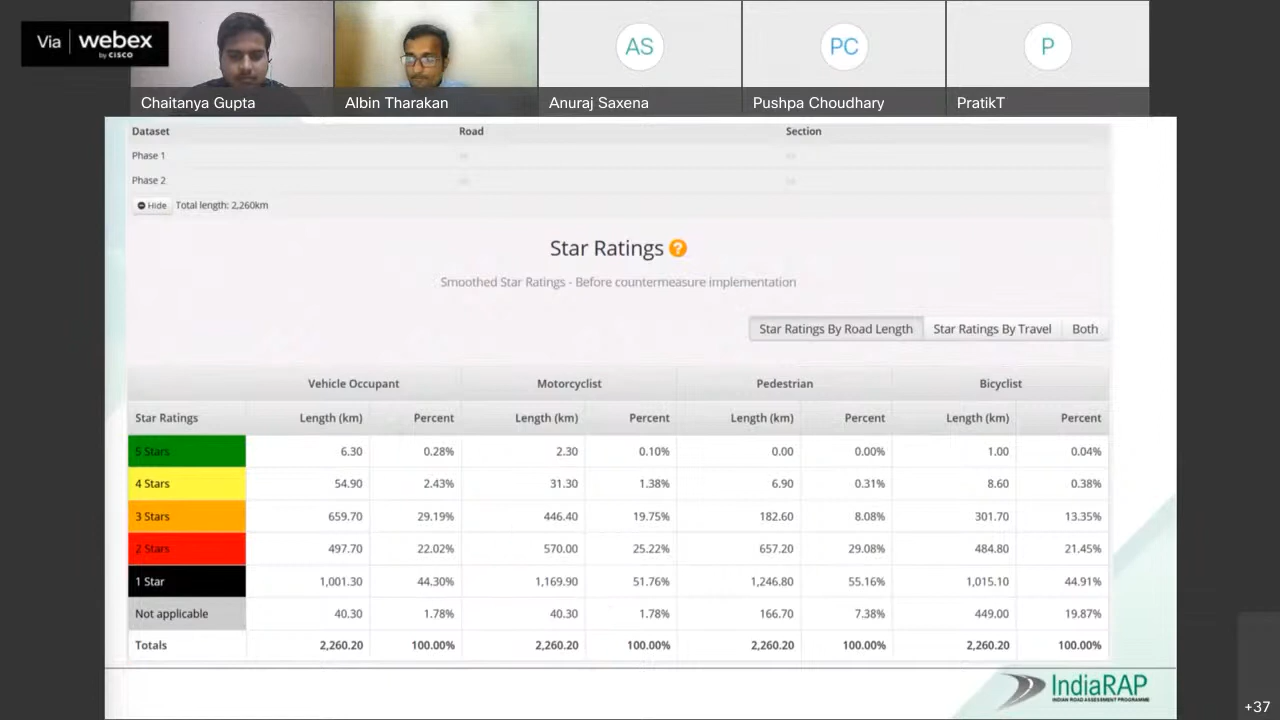 Via webex
by CISCO
AS PC P
Chaitanya Gupta Albin Tharakan Anuraj Saxena Pushpa Choudhary PratikT
Dataset Road Section
Phase 1
Phase 2
Hide Total length: 2,260km
Star Ratings ?
Smoothed Star Ratings - Before countermeasure implementation
Star Ratings By Road Length Star Ratings By Travel Both
Vehicle Occupant Motorcyclist Pedestrian Bicyclist
Star Ratings Length (km) Percent Length (km) Percent Length (km) Percent Length (km) Percent
5 Stars 6.30 0.28% 2.30 0.10% 0.00 0.00% 1.00 0.04%
4 Stars 54.90 2.43% 31.30 1.38% 6.90 0.31% 8.60 0.38%
3 Stars 659.70 29.19% 446.40 19.75% 182.60 8.08% 301.70 13.35%
2 Stars 497.70 22.02% 570.00 25.22% 657.20 29.08% 484.80 21.45%
1 Star 1,001.30 44.30% 1,169.90 51.76% 1,246.80 55.16% 1,015.10 44.91%
Not applicable 40.30 1.78% 40.30 1.78% 166.70 7.38% 449.00 19.87%
Totals 2,260.20 100.00% 2,260.20 100.00% 2,260.20 100.00% 2,260.20 100.00%
IndiaRAP
INDIAN ROAD ASSESSMENT PROGRAMME
+37